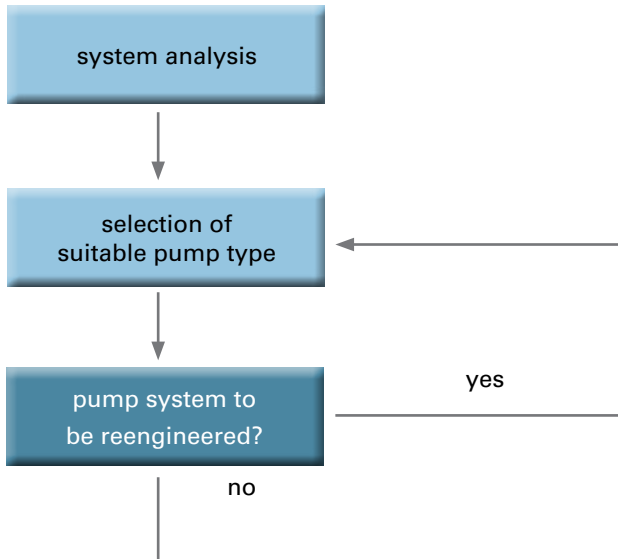 system analysis
selection of
suitable pump type
pump system to
be reengineered?
yes
no